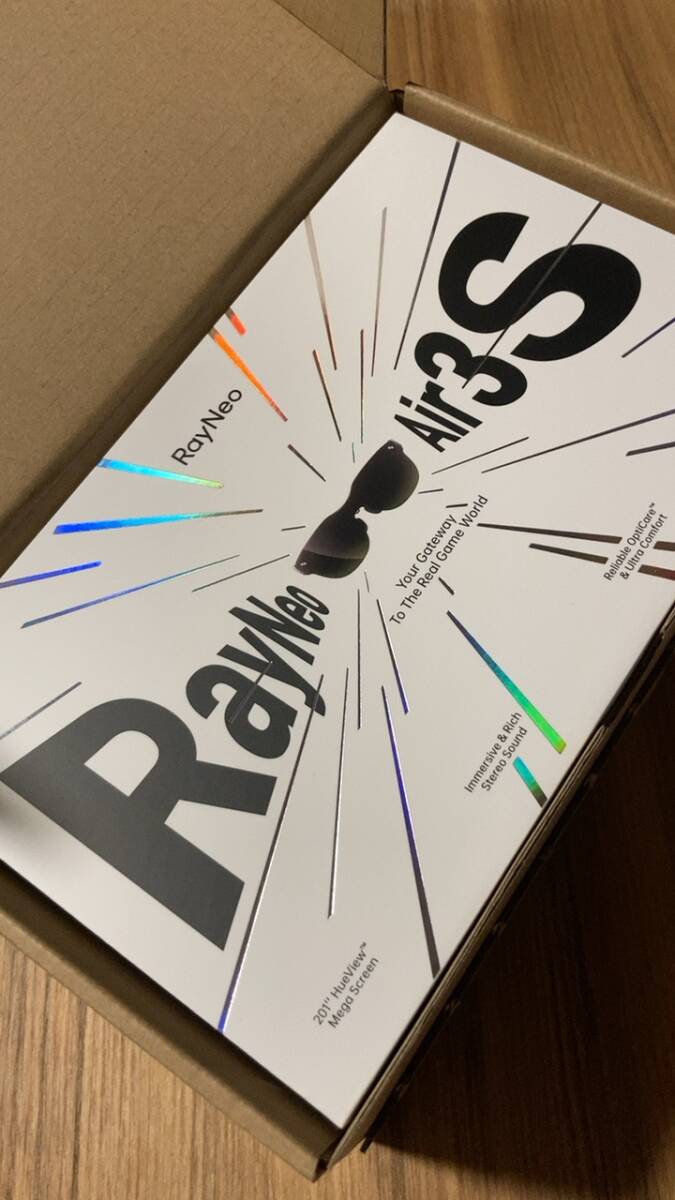 RayNeo
RayNeo Air3S
Your Gateway
To The Real Game World
201" HueView™
Mega Screen
Immersive & Rich
Stereo Sound
Reliable OptiCare™
& Ultra Comfort